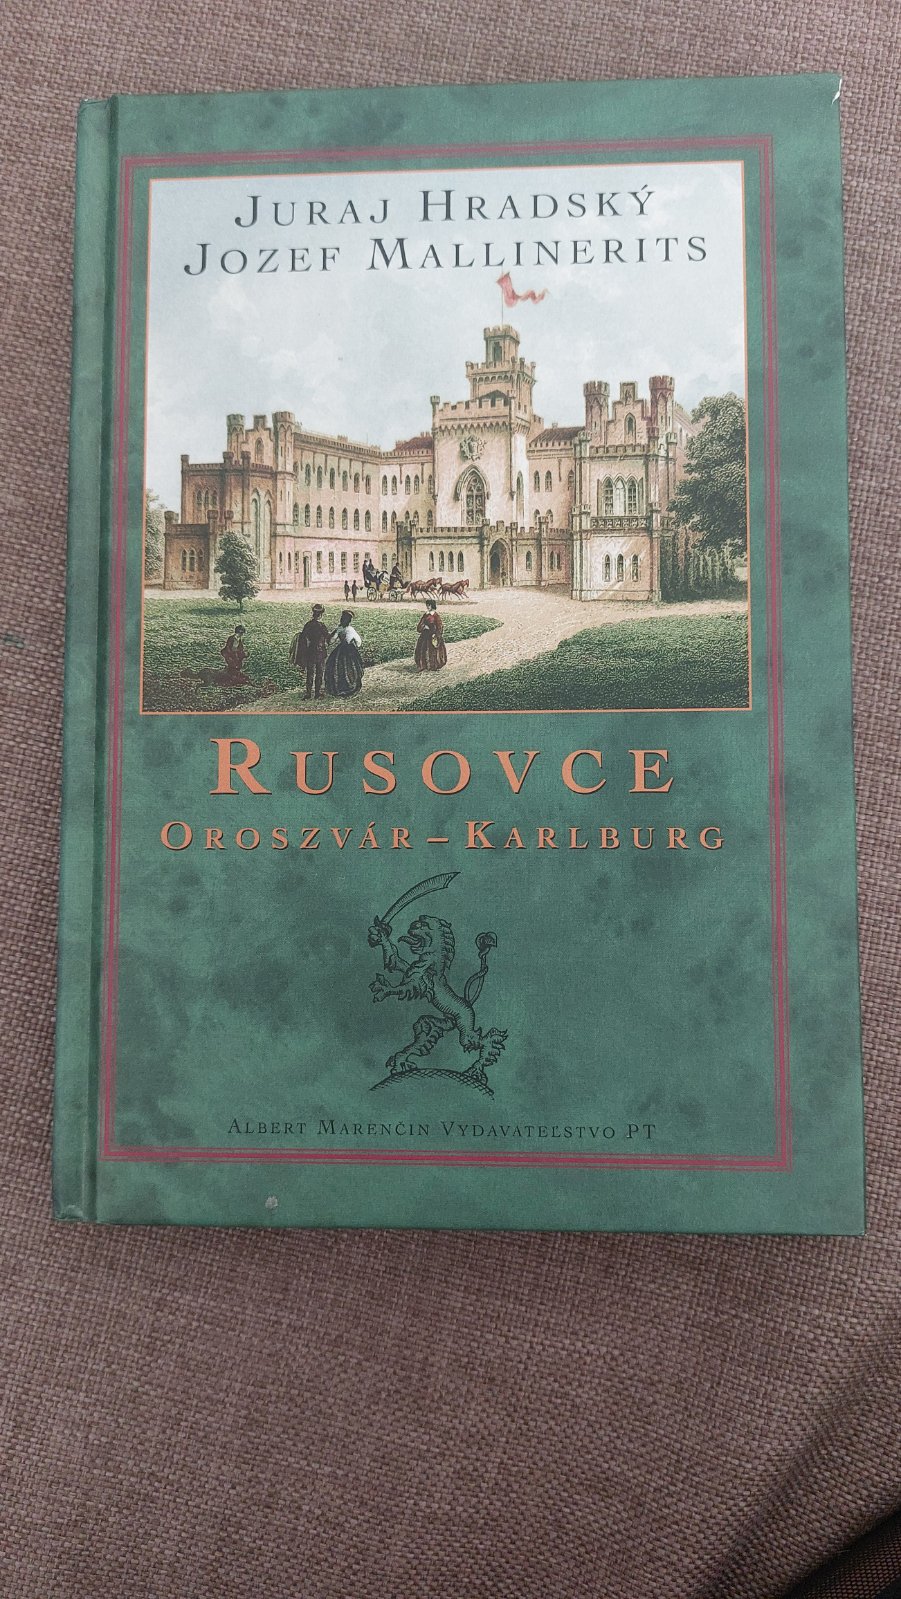 JURAJ HRADSKÝ
JOZEF MALLINERITS
RUSOVCE
OROSZVÁR – KARLBURG
ALBERT MARENČIN VYDAVATEĽSTVO PT